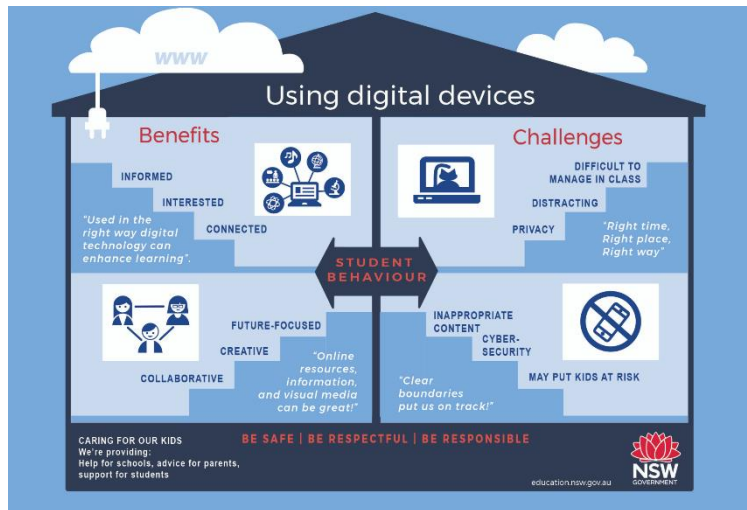 www
Using digital devices
Benefits
INFORMED
INTERESTED
CONNECTED
"Used in the
right way digital
technology can
enhance learning".
Challenges
DIFFICULT TO
MANAGE IN CLASS
DISTRACTING
PRIVACY
"Right time,
Right place,
Right way"
STUDENT
BEHAVIOUR
FUTURE-FOCUSED
CREATIVE
COLLABORATIVE
"Online
resources,
information,
and visual media
can be great!"
INAPPROPRIATE
CONTENT
CYBER-
SECURITY
MAY PUT KIDS AT RISK
"Clear
boundaries
put us on track!"
CARING FOR OUR KIDS
We're providing:
Help for schools, advice for parents,
support for students
BE SAFE | BE RESPECTFUL | BE RESPONSIBLE
education.nsw.gov.au
NSW
GOVERNMENT